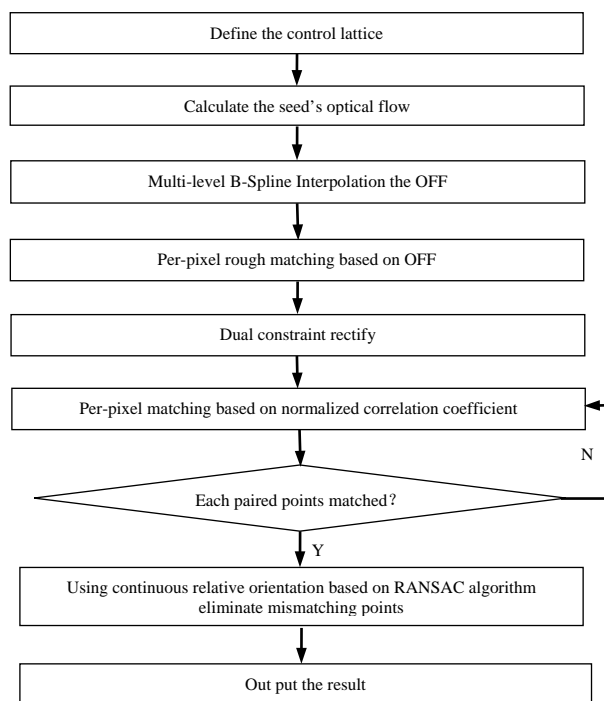 Define the control lattice
Calculate the seed's optical flow
Multi-level B-Spline Interpolation the OFF
Per-pixel rough matching based on OFF
Dual constraint rectify
Per-pixel matching based on normalized correlation coefficient
N
Each paired points matched?
Y
Using continuous relative orientation based on RANSAC algorithm
eliminate mismatching points
Out put the result